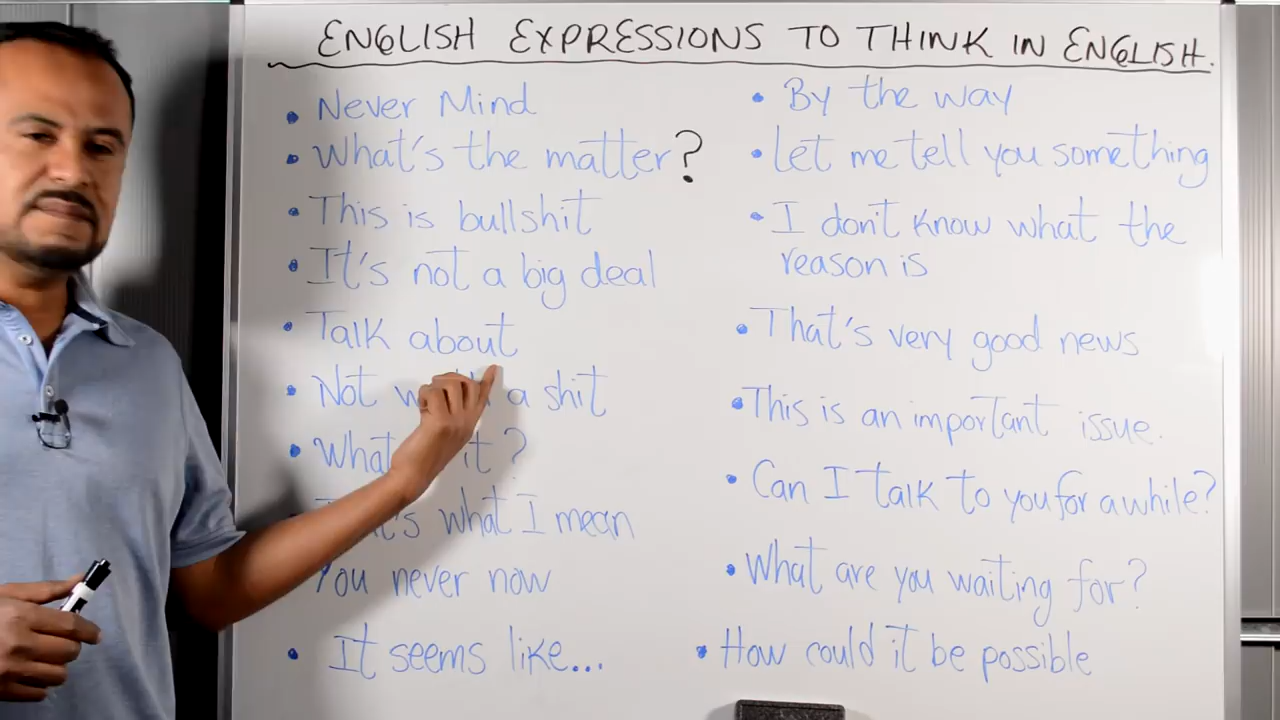 ENGLISH EXPRESSIONS TO THINK IN ENGLISH.
• Never Mind
• What's the matter?
• This is bullshit
• It's not a big deal
• Talk about
• Not a shit
• What it?
what I mean
You never now
• It seems like...
• By the way
• Let me tell you something
• I don't know what the
reason is
• That's very good news
• This is an important issue.
• Can I talk to you for a while?
• What are you waiting for?
• How could it be possible